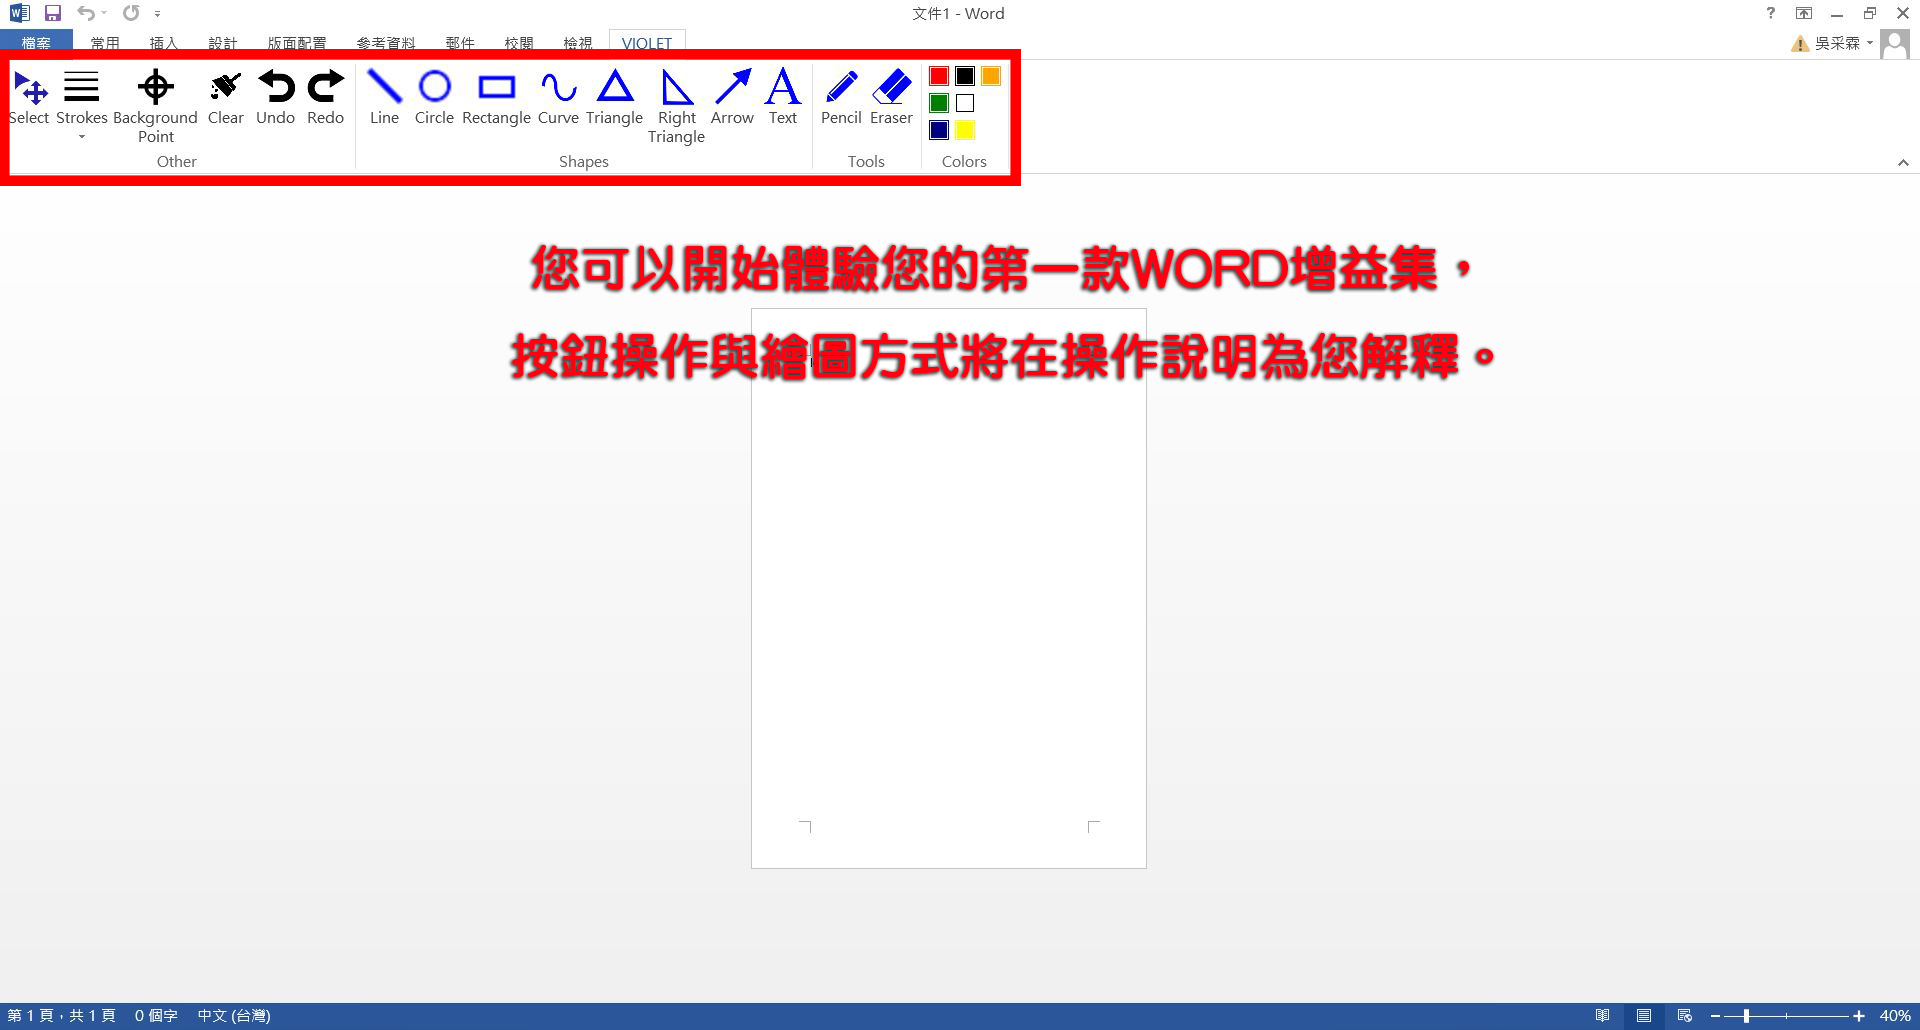 文件1 - Word
?
檔案 常用 插入 設計 版面配置 參考資料 郵件 校閱 檢視 VIOLET 吳采霖
Select Strokes Background Point Clear Undo Redo Line Circle Rectangle Curve Triangle Right Triangle Arrow Text Pencil Eraser
Other Shapes Tools Colors
您可以開始體驗您的第一款WORD增益集，
按鈕操作與繪圖方式將在操作說明為您解釋。
第 1 頁，共 1 頁 0 個字 中文 (台灣) 40%